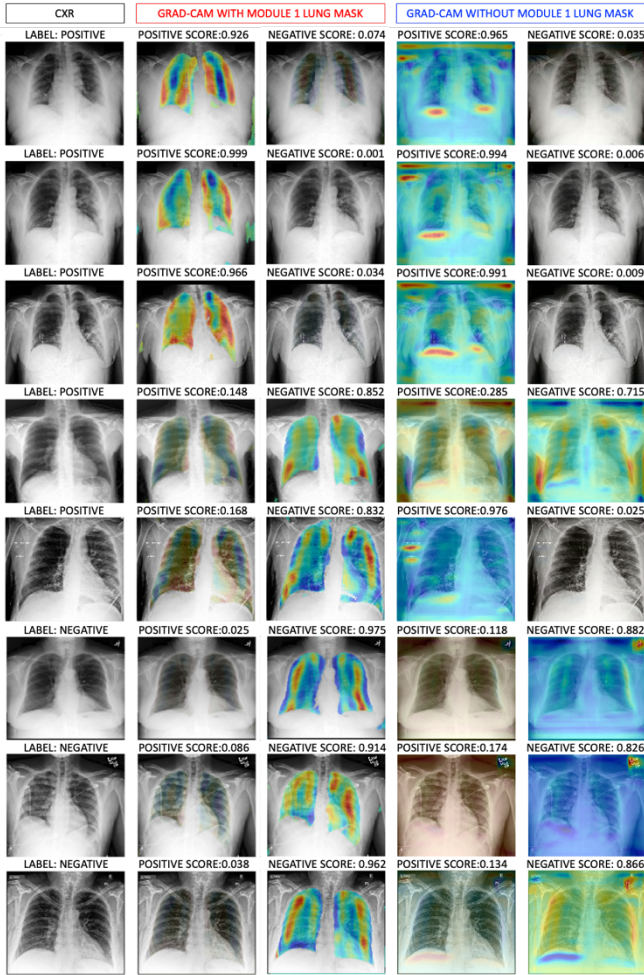 CXR GRAD-CAM WITH MODULE 1 LUNG MASK GRAD-CAM WITHOUT MODULE 1 LUNG MASK
LABEL: POSITIVE POSITIVE SCORE:0.926 NEGATIVE SCORE: 0.074 POSITIVE SCORE:0.965 NEGATIVE SCORE:0.035
LABEL: POSITIVE POSITIVE SCORE:0.999 NEGATIVE SCORE: 0.001 POSITIVE SCORE:0.994 NEGATIVE SCORE: 0.006
LABEL: POSITIVE POSITIVE SCORE:0.966 NEGATIVE SCORE: 0.034 POSITIVE SCORE:0.991 NEGATIVE SCORE:0.009
LABEL: POSITIVE POSITIVE SCORE:0.148 NEGATIVE SCORE: 0.852 POSITIVE SCORE:0.285 NEGATIVE SCORE:0.715
LABEL: POSITIVE POSITIVE SCORE:0.168 NEGATIVE SCORE: 0.832 POSITIVE SCORE:0.976 NEGATIVE SCORE: 0.025
LABEL: NEGATIVE POSITIVE SCORE:0.025 NEGATIVE SCORE:0.975 POSITIVE SCORE:0.118 NEGATIVE SCORE: 0.882
LABEL: NEGATIVE POSITIVE SCORE:0.086 NEGATIVE SCORE: 0.914 POSITIVE SCORE:0.174 NEGATIVE SCORE: 0.826
LABEL: NEGATIVE POSITIVE SCORE:0.038 NEGATIVE SCORE: 0.962 POSITIVE SCORE:0.134 NEGATIVE SCORE: 0.866